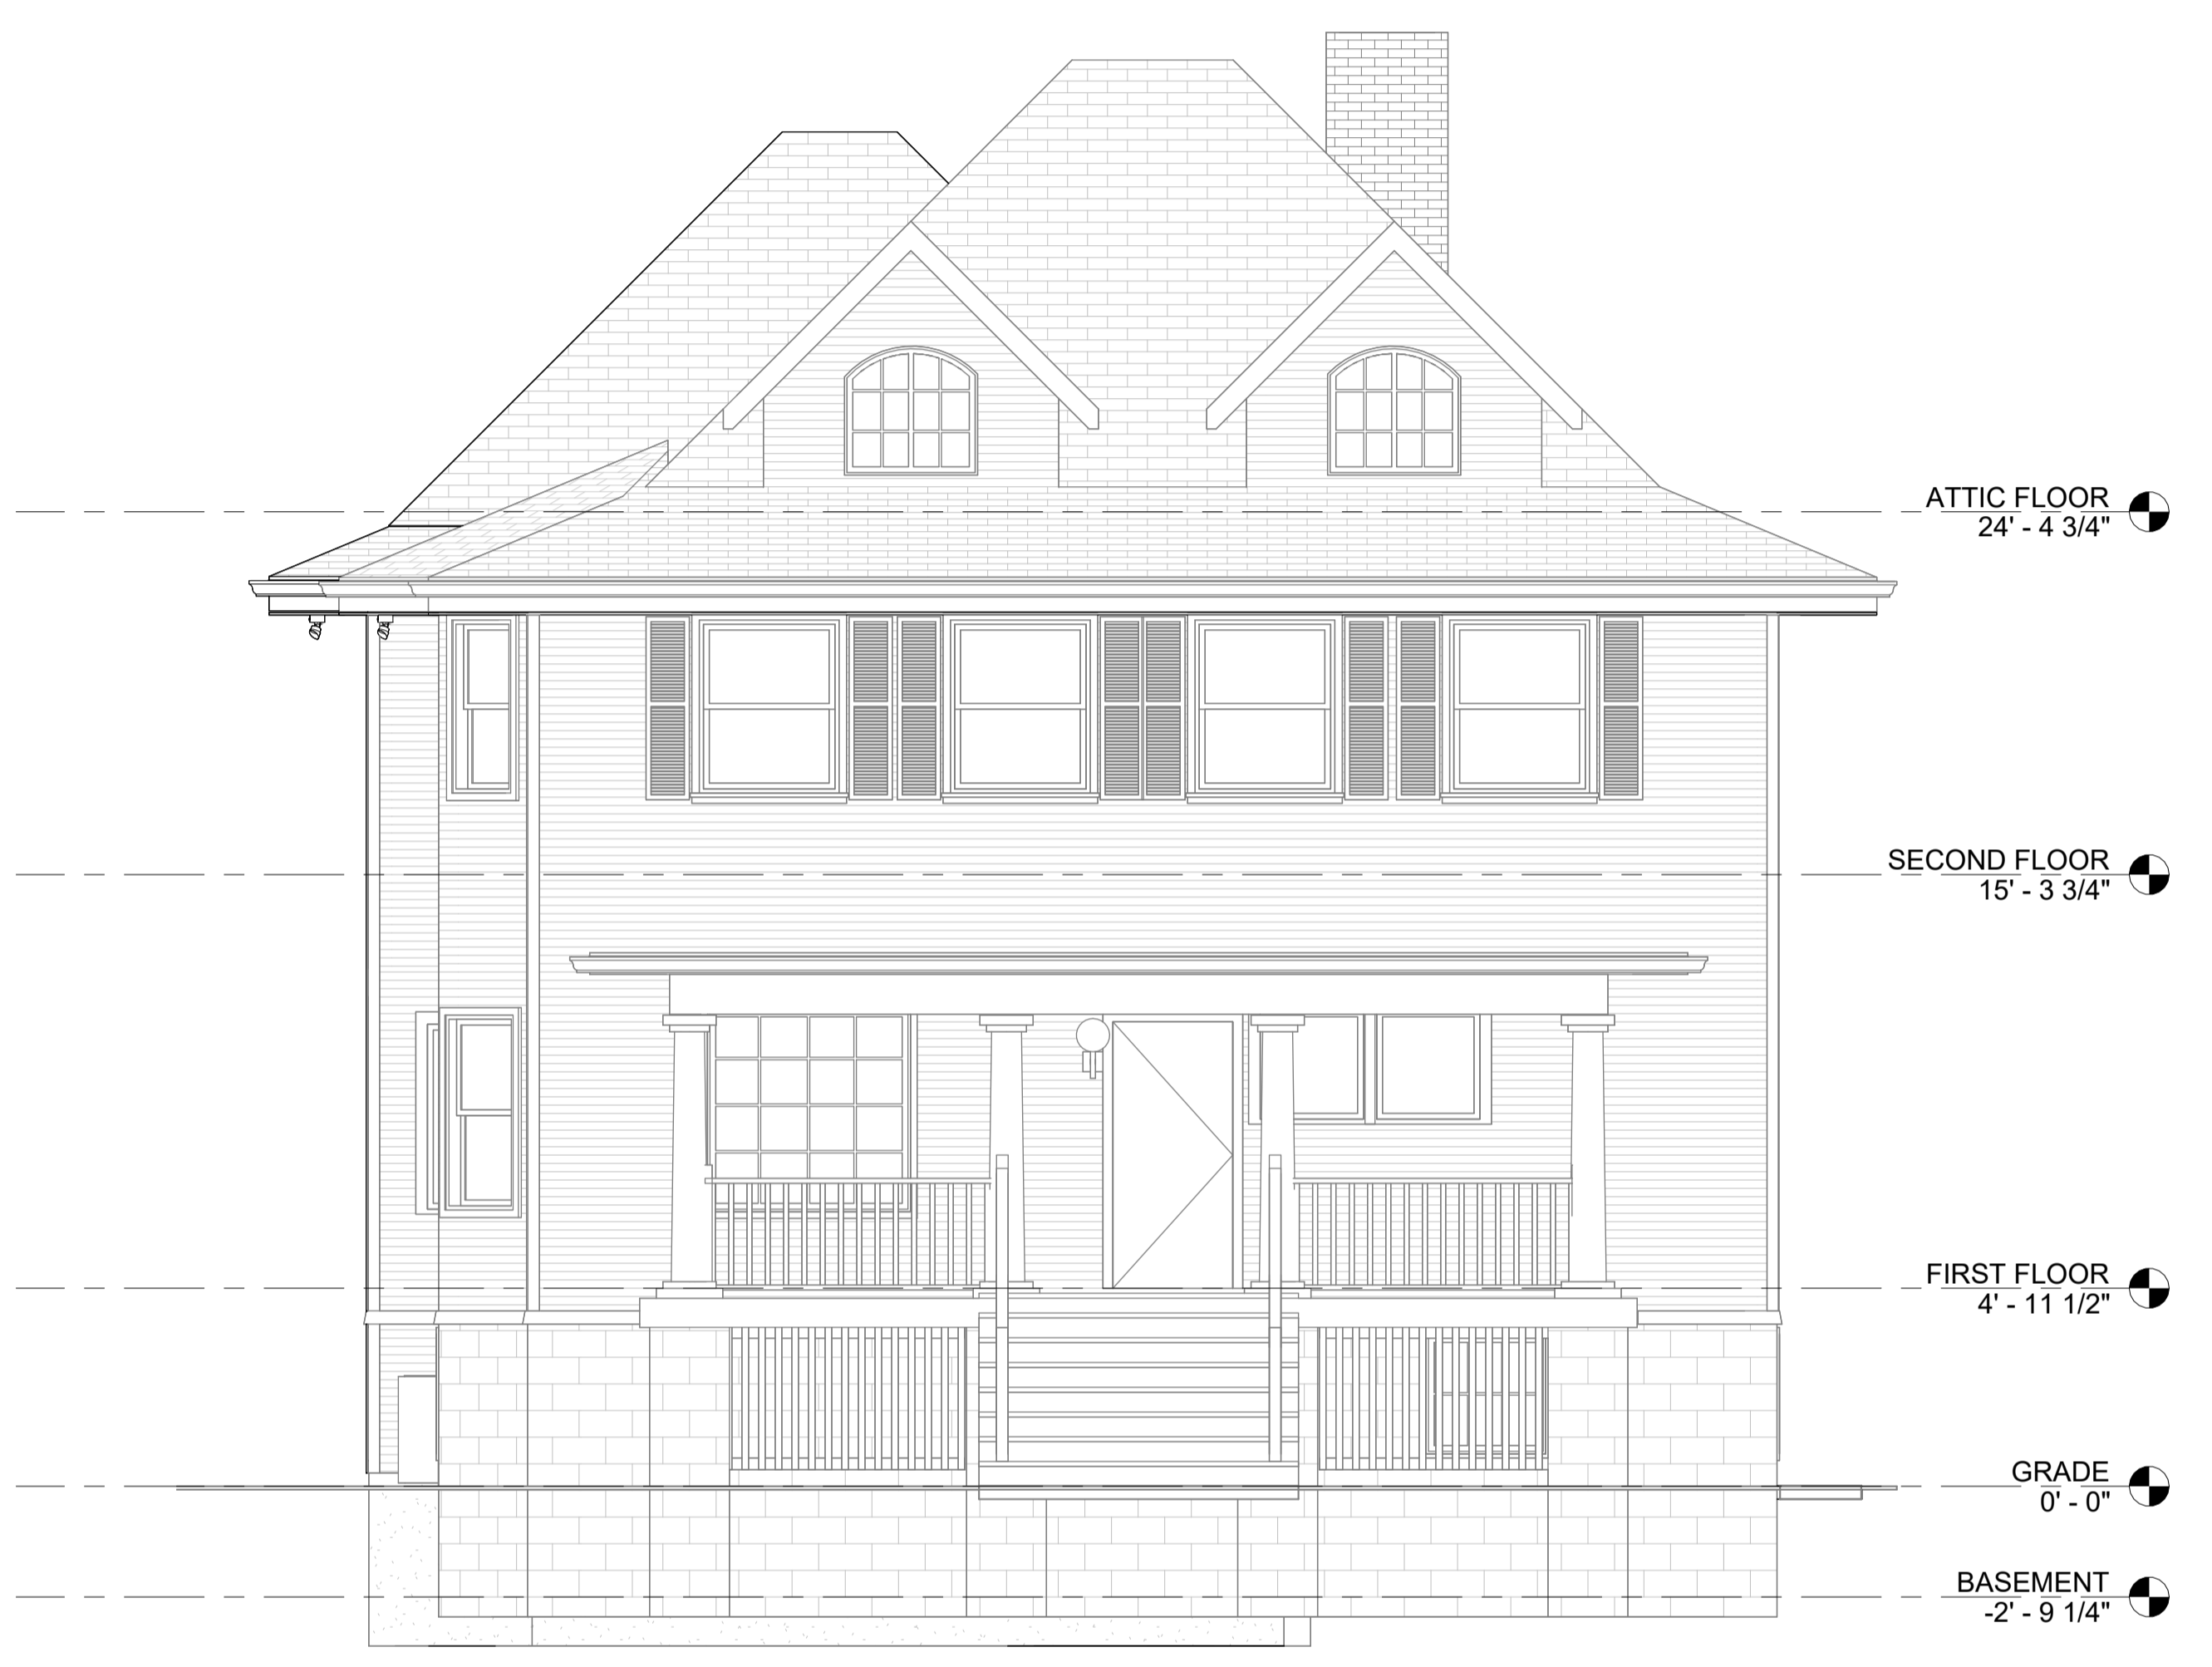 ATTIC FLOOR
24' - 4 3/4"
SECOND FLOOR
15' - 3 3/4"
FIRST FLOOR
4' - 11 1/2"
GRADE
0' - 0"
BASEMENT
-2' - 9 1/4"